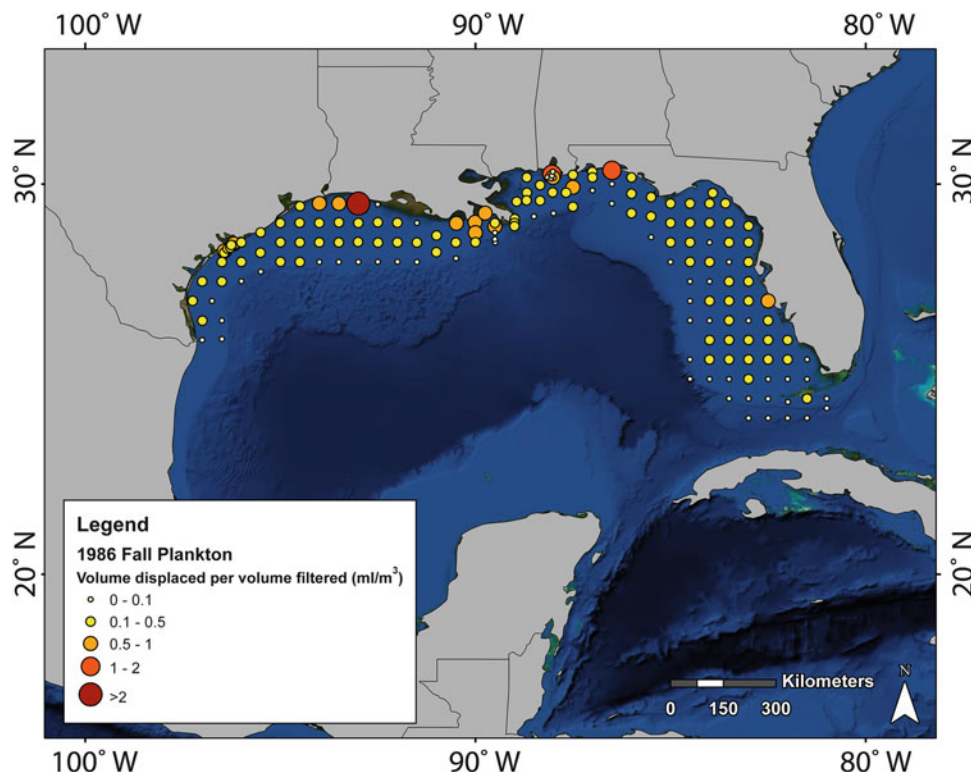 100° W 90° W 80° W
30° N 30° N
20° N 20° N
Legend
1986 Fall Plankton
Volume displaced per volume filtered (ml/m³)
0 - 0.1
0.1 - 0.5
0.5 - 1
1 - 2
>2
N
Kilometers
0 150 300
100° W 90° W 80° W